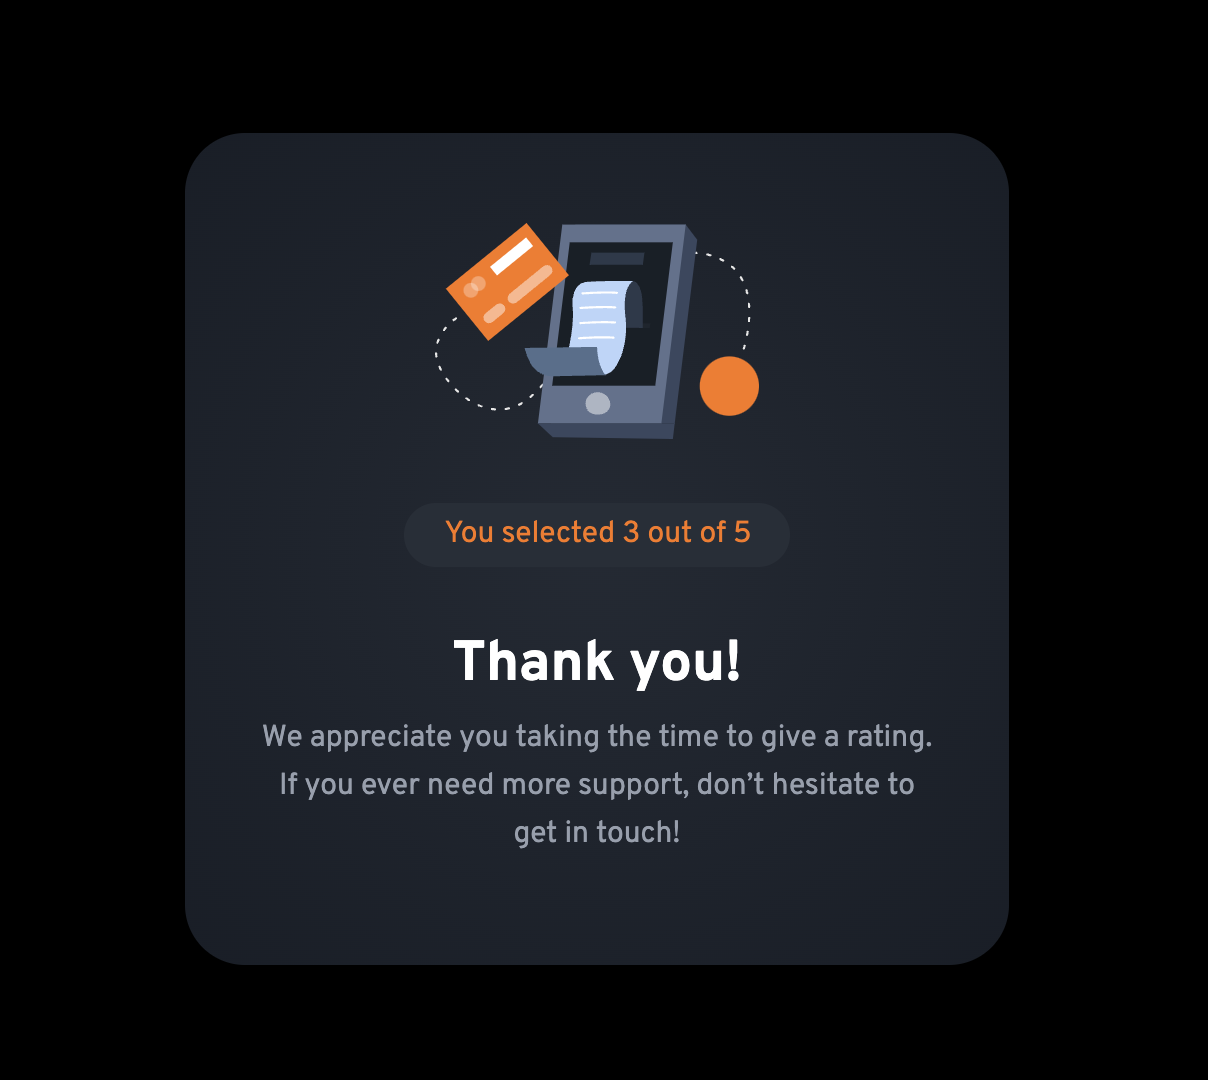 You selected 3 out of 5
Thank you!
We appreciate you taking the time to give a rating.
If you ever need more support, don’t hesitate to
get in touch!